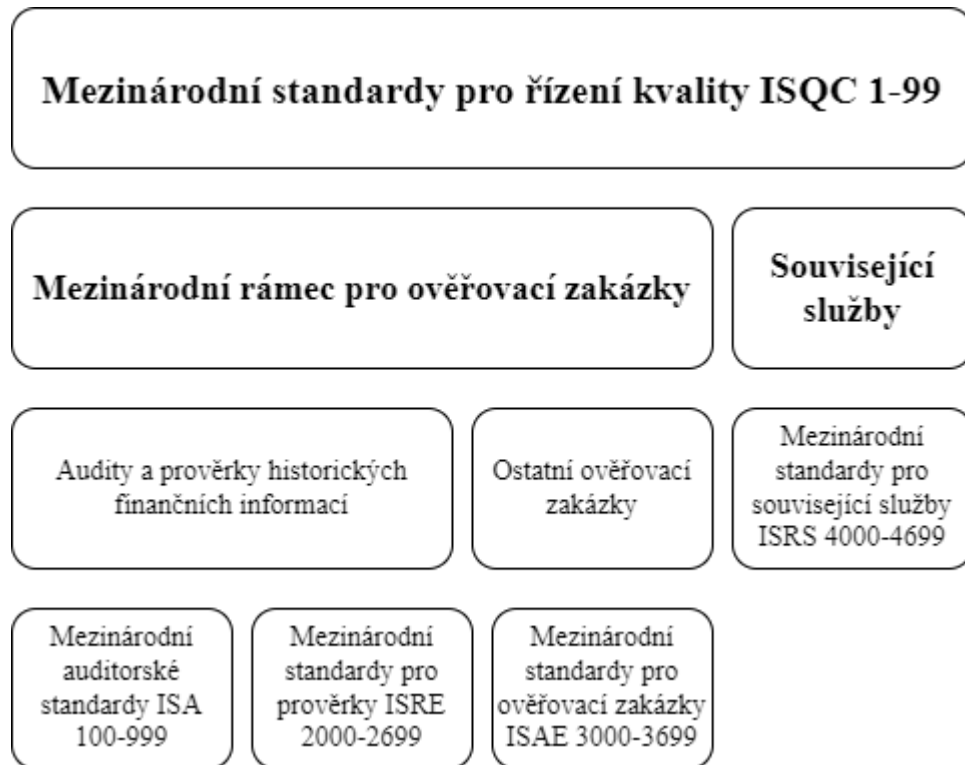 Mezinárodní standardy pro řízení kvality ISQC 1-99
Mezinárodní rámec pro ověřovací zakázky
Související
služby
Audity a prověrky historických
finančních informací
Ostatní ověřovací
zakázky
Mezinárodní
standardy pro
související služby
ISRS 4000-4699
Mezinárodní
auditorské
standardy ISA
100-999
Mezinárodní
standardy pro
prověrky ISRE
2000-2699
Mezinárodní
standardy pro
ověřovací zakázky
ISAE 3000-3699